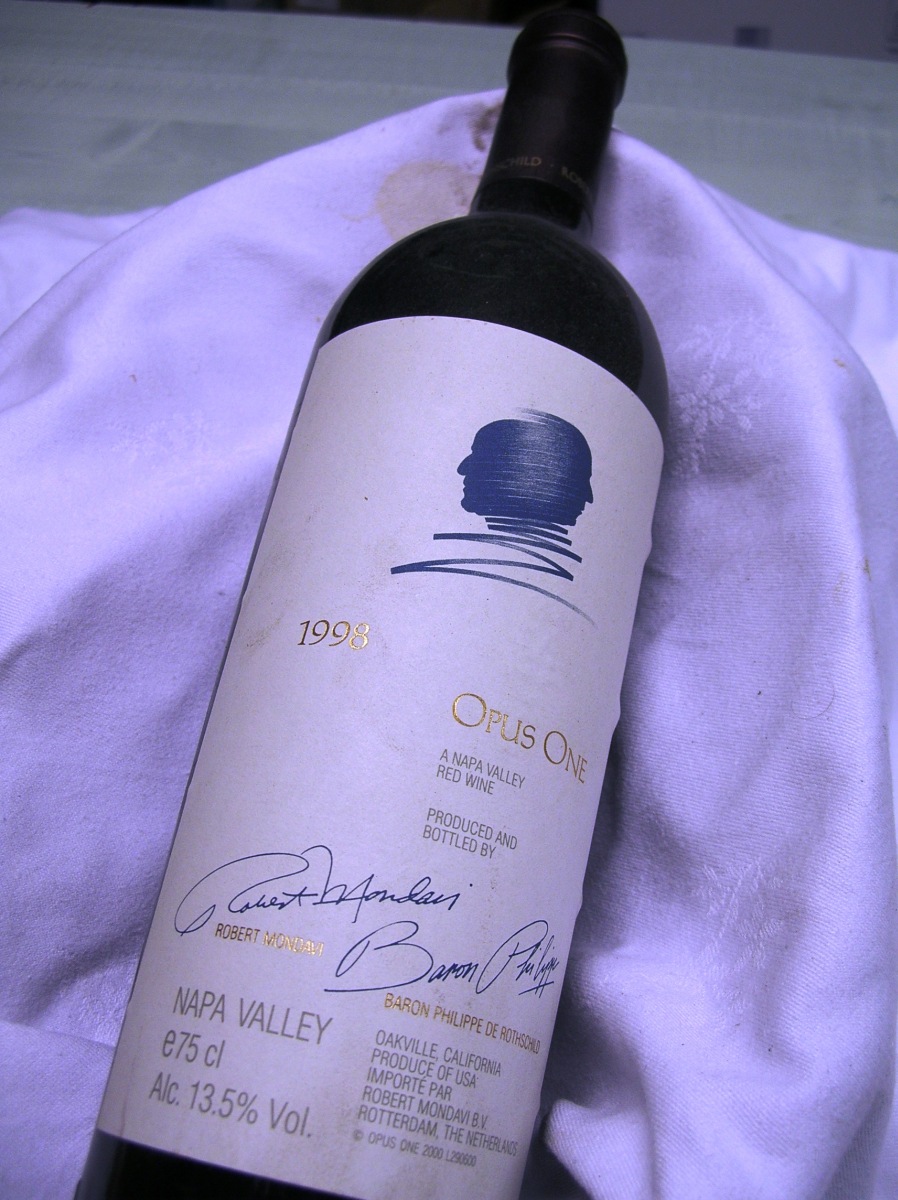 CHILD · RO
1998
OPUS ONE
A NAPA VALLEY
RED WINE
PRODUCED AND
BOTTLED BY
Robert Mondavi
ROBERT MONDAVI
Baron Philippe
BARON PHILIPPE DE ROTHSCHILD
NAPA VALLEY
e75 cl
Alc. 13.5% Vol.
OAKVILLE, CALIFORNIA
PRODUCE OF USA
IMPORTÉ PAR
ROBERT MONDAVI B.V.
ROTTERDAM, THE NETHERLANDS
© OPUS ONE 2000 L290600